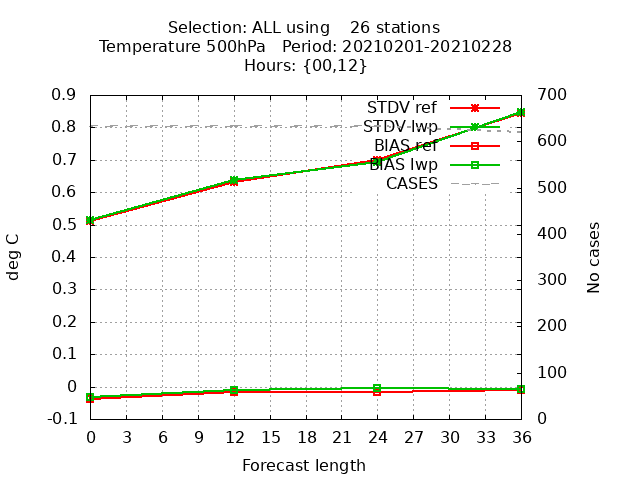 Selection: ALL using    26 stations
Temperature 500hPa   Period: 20210201-20210228
Hours: {00,12}
0.9
0.8
0.7
0.6
0.5
0.4
0.3
0.2
0.1
0
-0.1
deg C
STDV ref
STDV lwp
BIAS ref
BIAS lwp
CASES
700
600
500
400
300
200
100
0
No cases
0 3 6 9 12 15 18 21 24 27 30 33 36
Forecast length